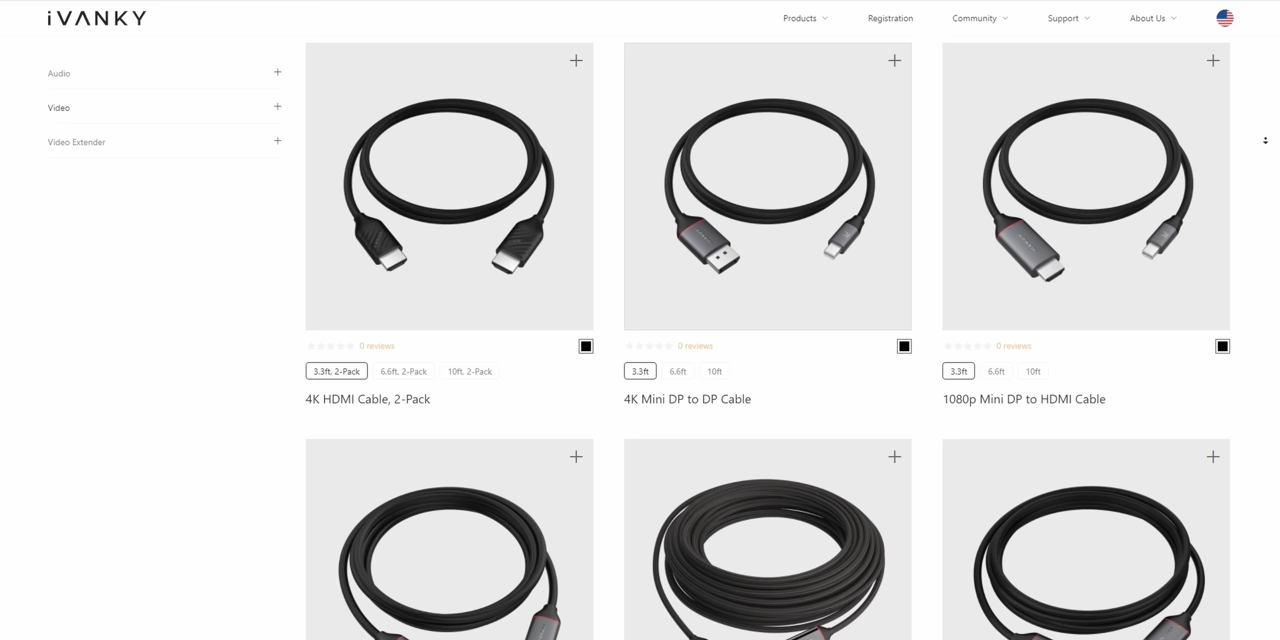 iVANKY
Products
Registration
Community
Support
About Us
Audio
Video
Video Extender
0 reviews
3.3ft, 2-Pack
6.6ft, 2-Pack
10ft, 2-Pack
4K HDMI Cable, 2-Pack
0 reviews
3.3ft
6.6ft
10ft
4K Mini DP to DP Cable
0 reviews
3.3ft
6.6ft
10ft
1080p Mini DP to HDMI Cable